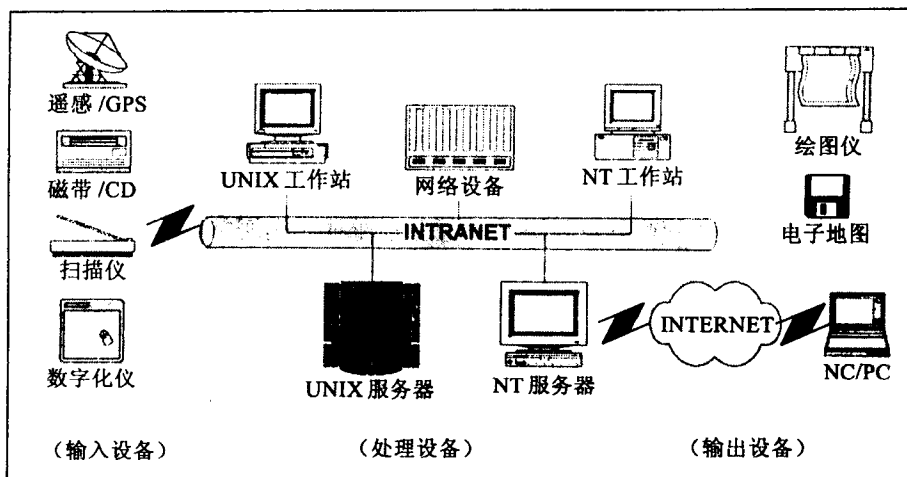 遥感/GPS
磁带/CD
扫描仪
数字化仪
(输入设备)
UNIX 工作站
网络设备
NT 工作站
INTRANET
UNIX 服务器
NT 服务器
(处理设备)
绘图仪
电子地图
INTERNET
NC/PC
(输出设备)